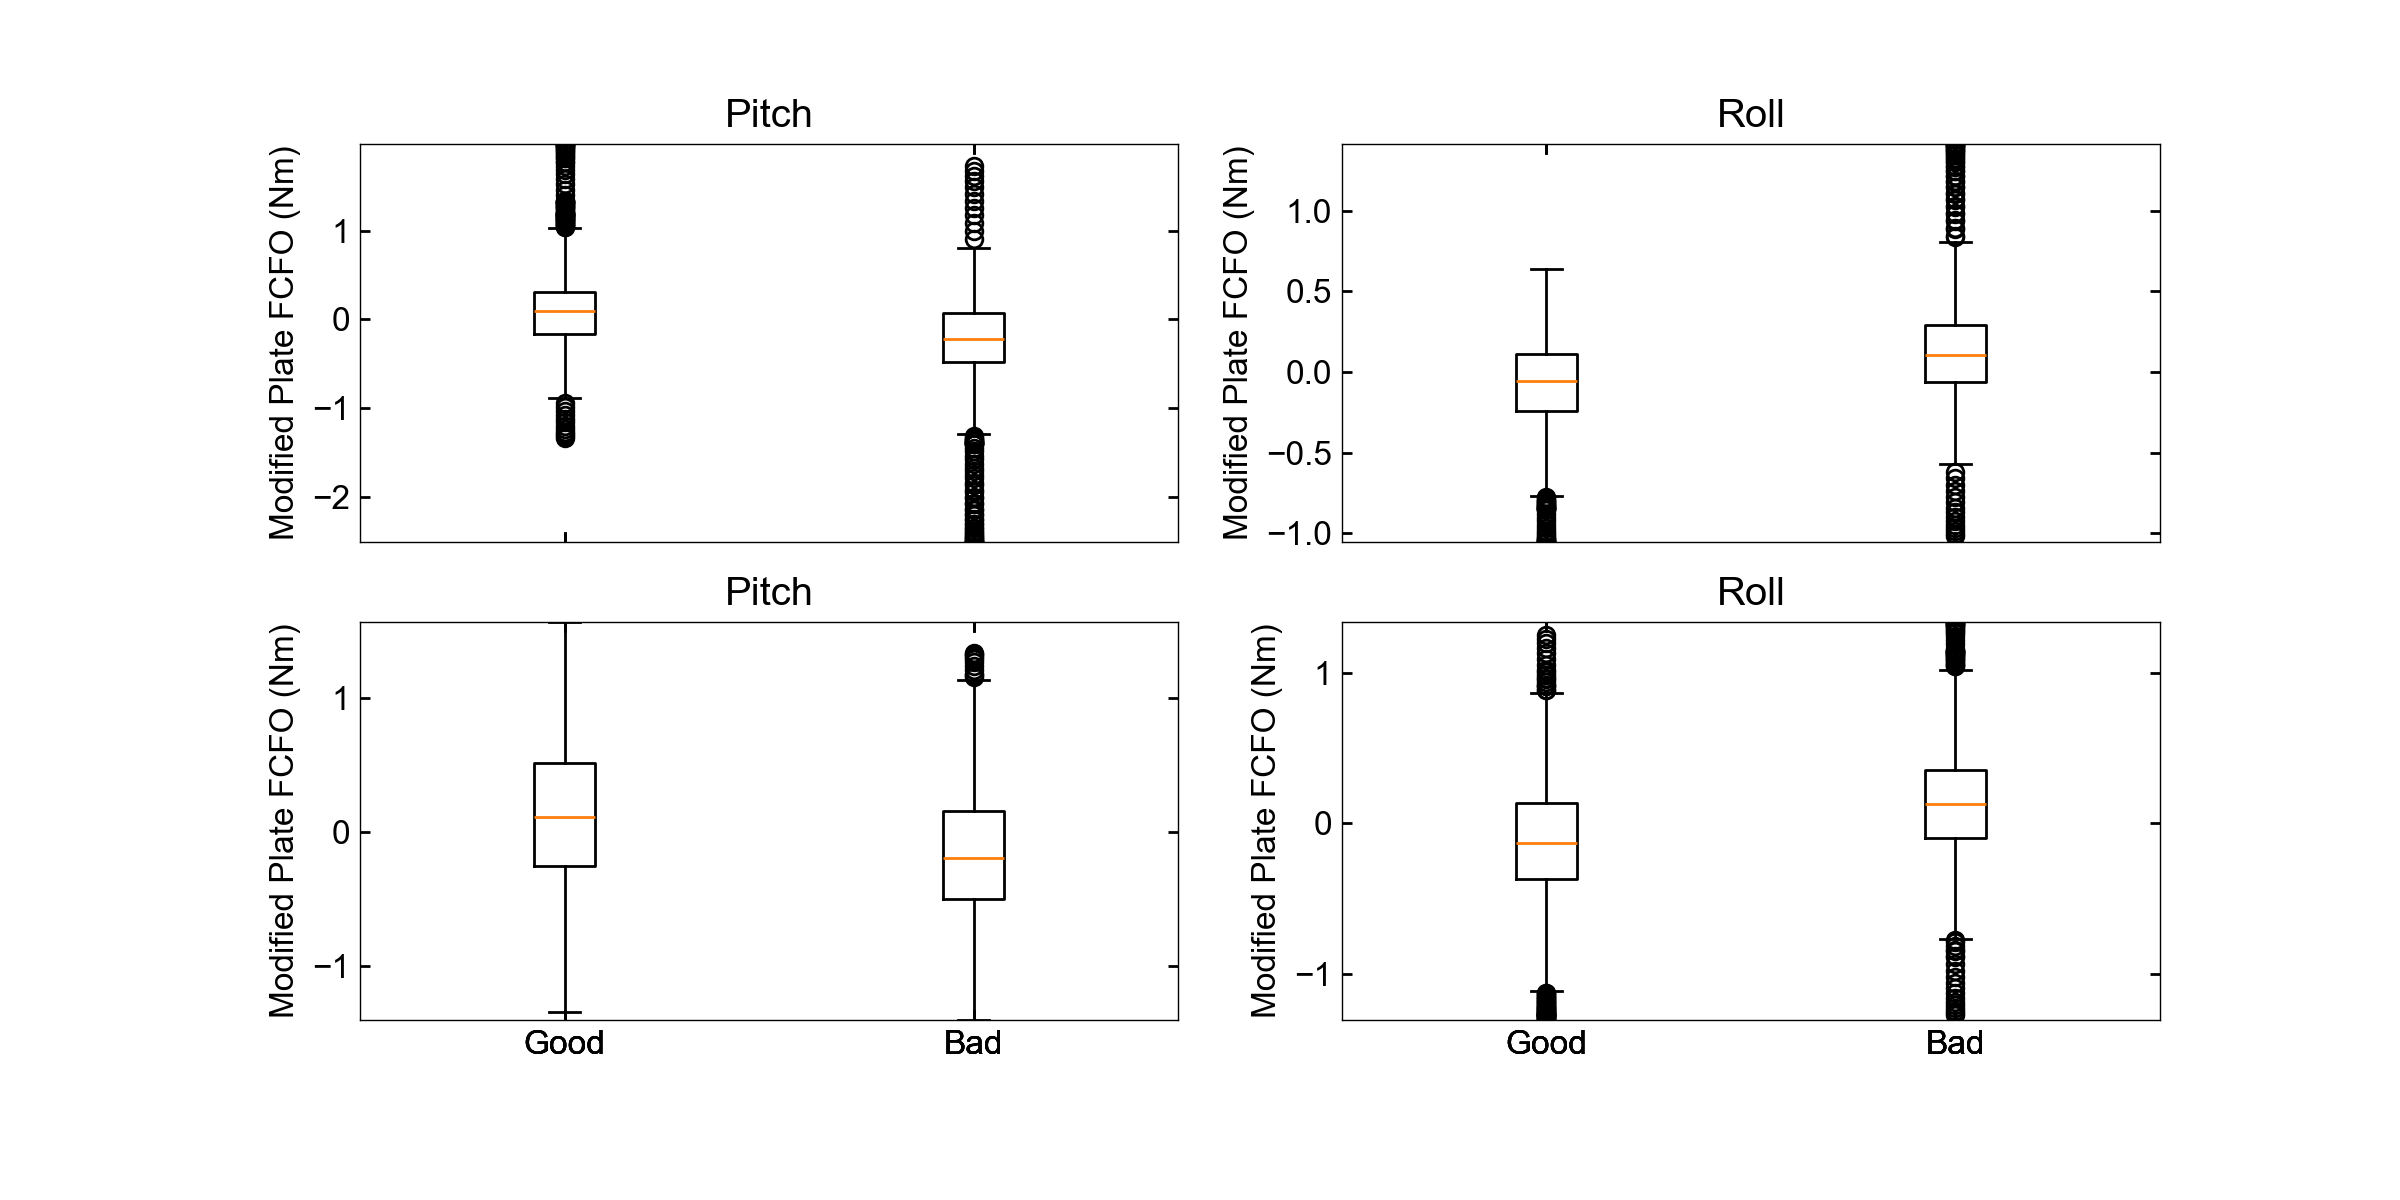 Pitch
Roll
Modified Plate FCFO (Nm)
1
0
−1
−2
Modified Plate FCFO (Nm)
1.0
0.5
0.0
−0.5
−1.0
Pitch
Roll
Modified Plate FCFO (Nm)
1
0
−1
Modified Plate FCFO (Nm)
1
0
−1
Good
Bad
Good
Bad